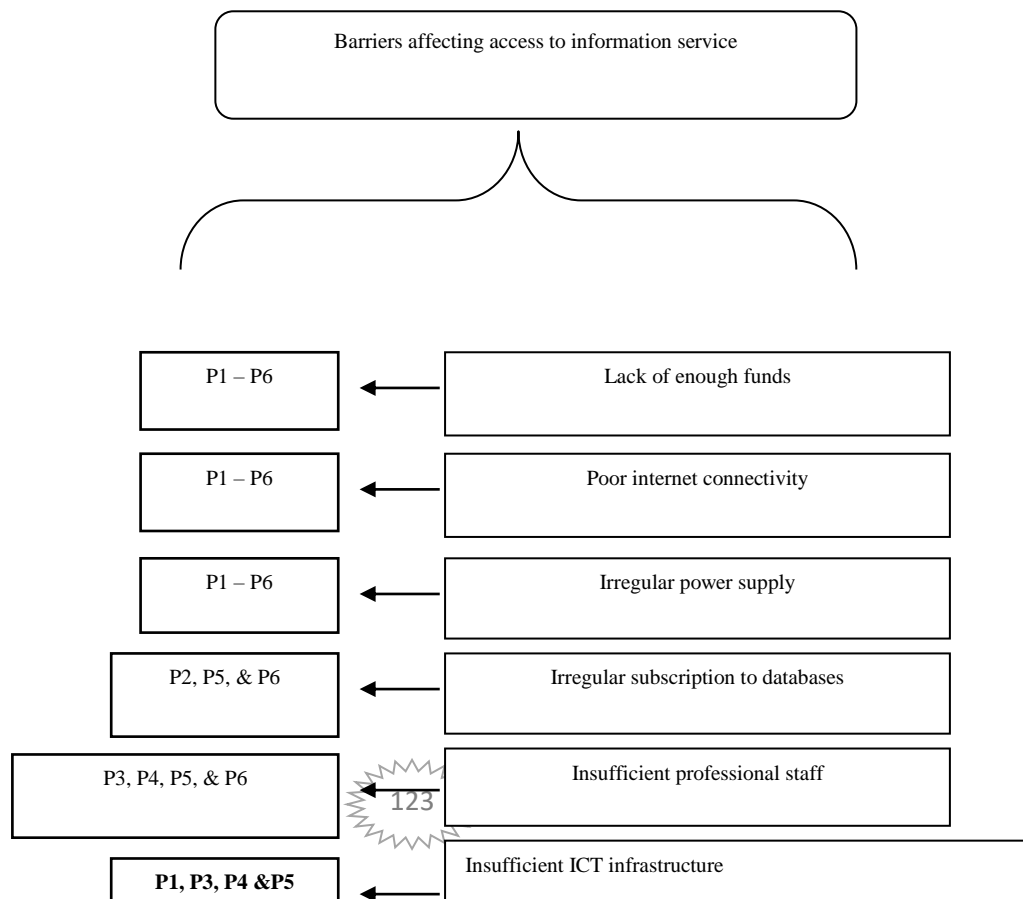 Barriers affecting access to information service
P1 – P6
Lack of enough funds
P1 – P6
Poor internet connectivity
P1 – P6
Irregular power supply
P2, P5, & P6
Irregular subscription to databases
P3, P4, P5, & P6
Insufficient professional staff
123
P1, P3, P4 &P5
Insufficient ICT infrastructure